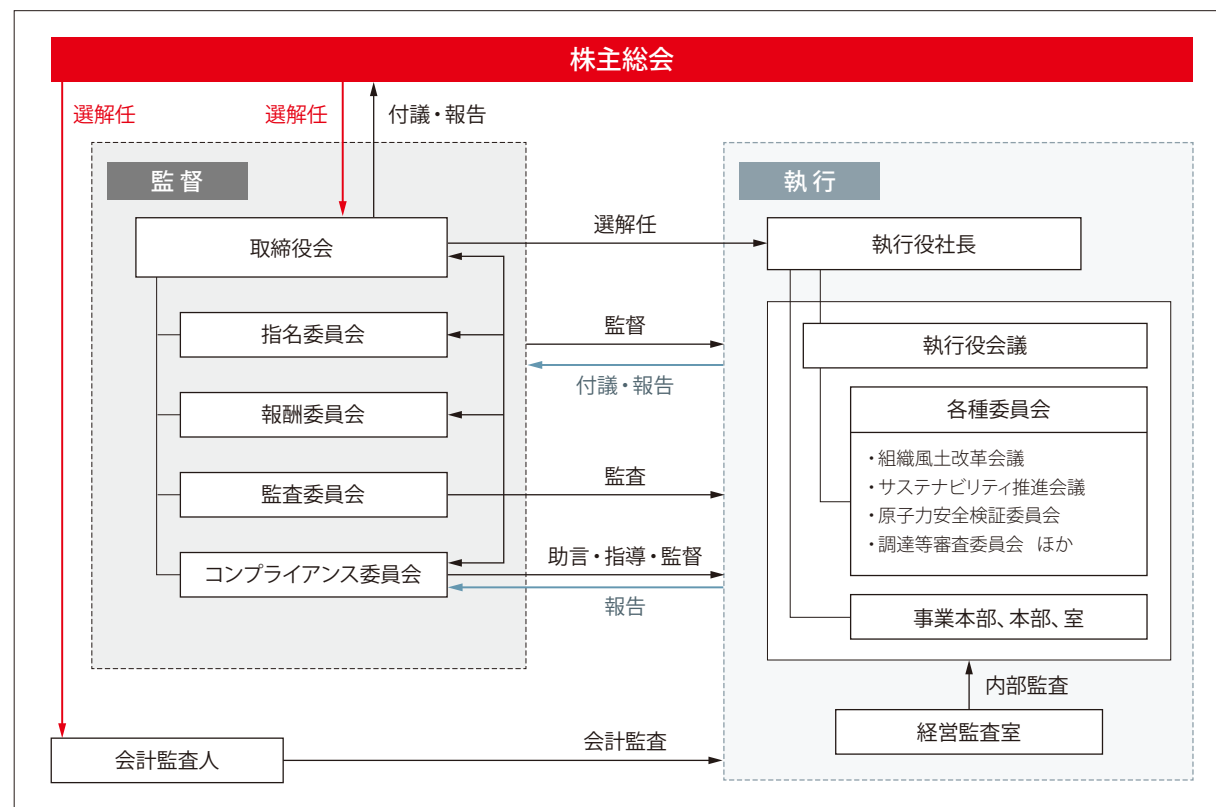 株主総会
選解任
選解任
付議・報告
監督
執行
取締役会
選解任
執行役社長
指名委員会
監督
付議・報告
執行役会議
報酬委員会
各種委員会
・組織風土改革会議
・サステナビリティ推進会議
・原子力安全検証委員会
・調達等審査委員会 ほか
監査委員会
監査
コンプライアンス委員会
助言・指導・監督
報告
事業本部、本部、室
内部監査
経営監査室
会計監査人
会計監査